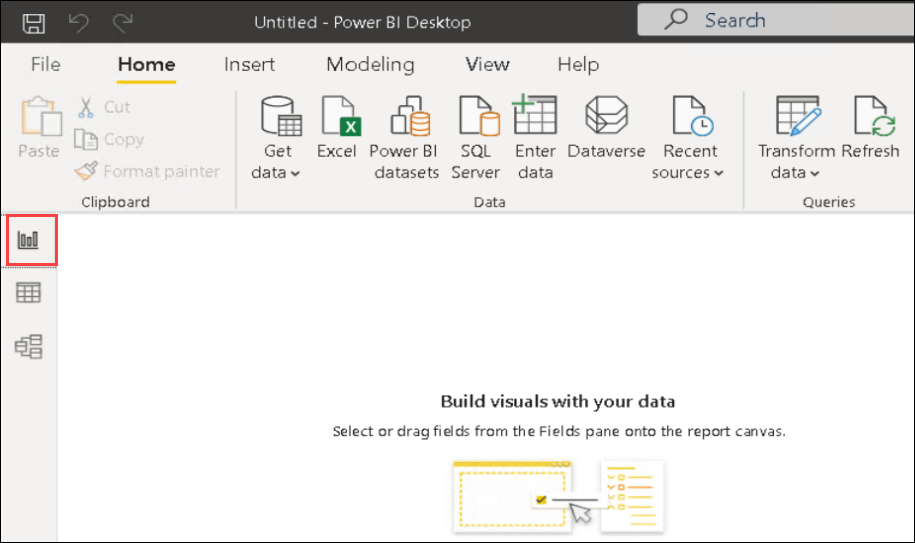 Untitled - Power BI Desktop
Search
File Home Insert Modeling View Help
Paste
Cut
Copy
Format painter
Clipboard
Get data
Excel
Power BI datasets
SQL Server
Enter data
Dataverse
Recent sources
Data
Transform data
Refresh
Queries
Build visuals with your data
Select or drag fields from the Fields pane onto the report canvas.